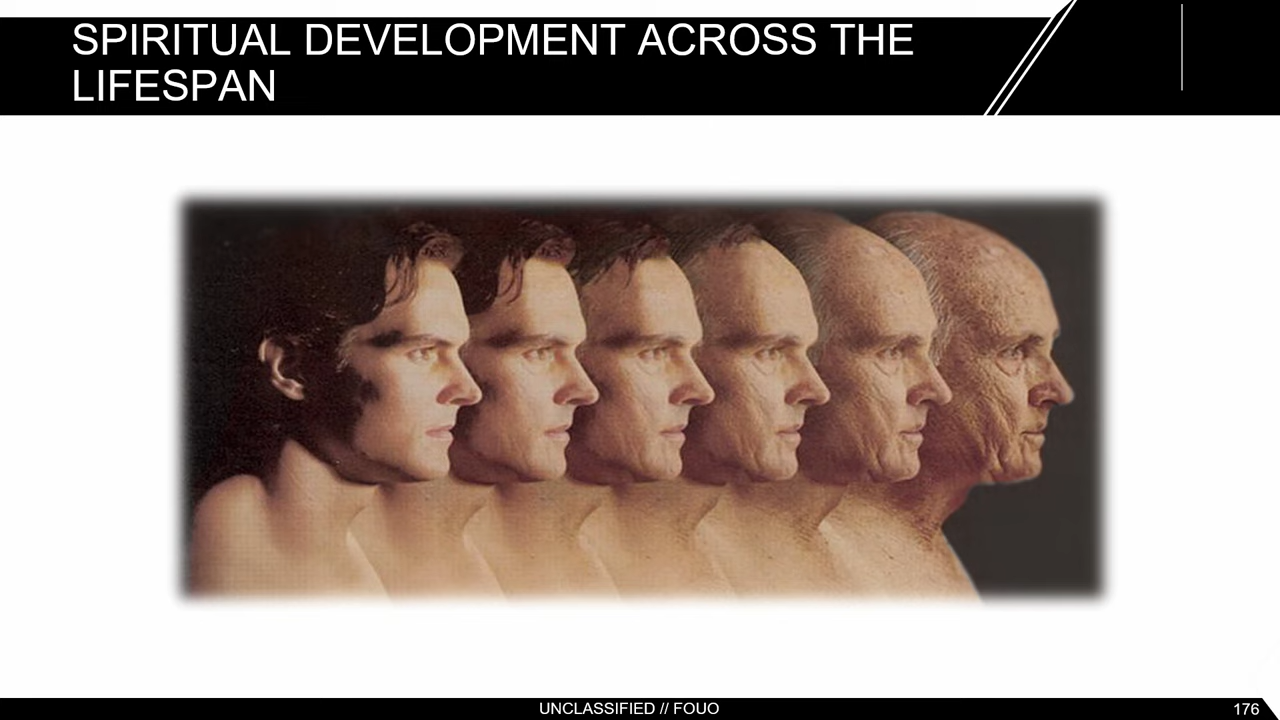 SPIRITUAL DEVELOPMENT ACROSS THE
LIFESPAN
UNCLASSIFIED // FOUO
176